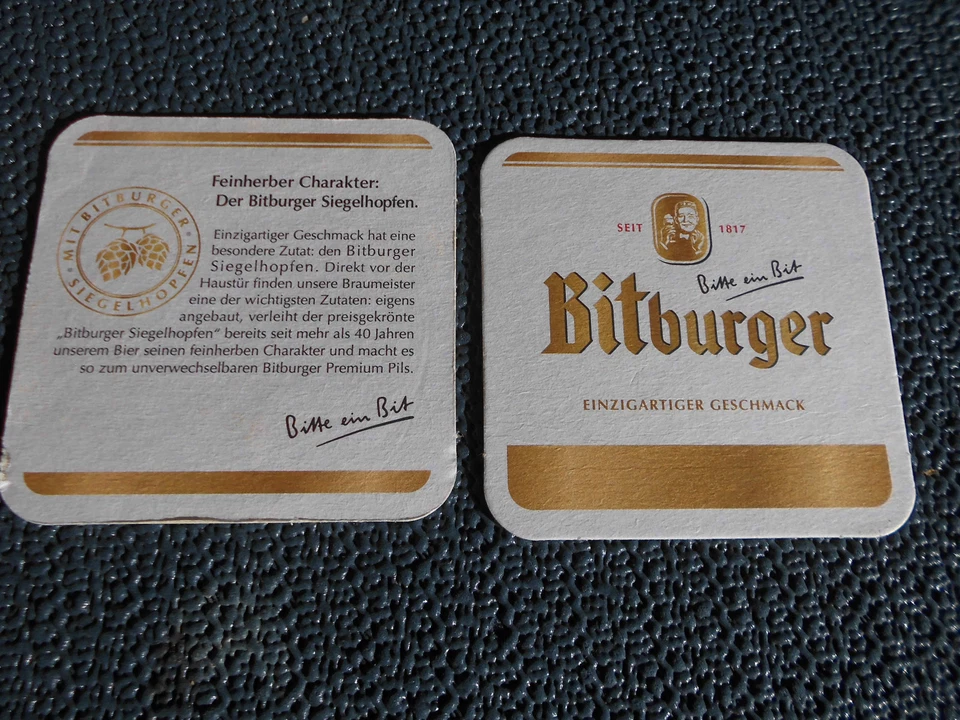 MIT BITBURGER
SIEGELHOPFEN
Feinherber Charakter:
Der Bitburger Siegelhopfen.
Einzigartiger Geschmack hat eine
besondere Zutat: den Bitburger
Siegelhopfen. Direkt vor der
Haustür finden unsere Braumeister
eine der wichtigsten Zutaten: eigens
angebaut, verleiht der preisgekrönte
„Bitburger Siegelhopfen“ bereits seit mehr als 40 Jahren
unserem Bier seinen feinherben Charakter und macht es
so zum unverwechselbaren Bitburger Premium Pils.
Bitte ein Bit
SEIT 1817
Bitte ein Bit
Bitburger
EINZIGARTIGER GESCHMACK